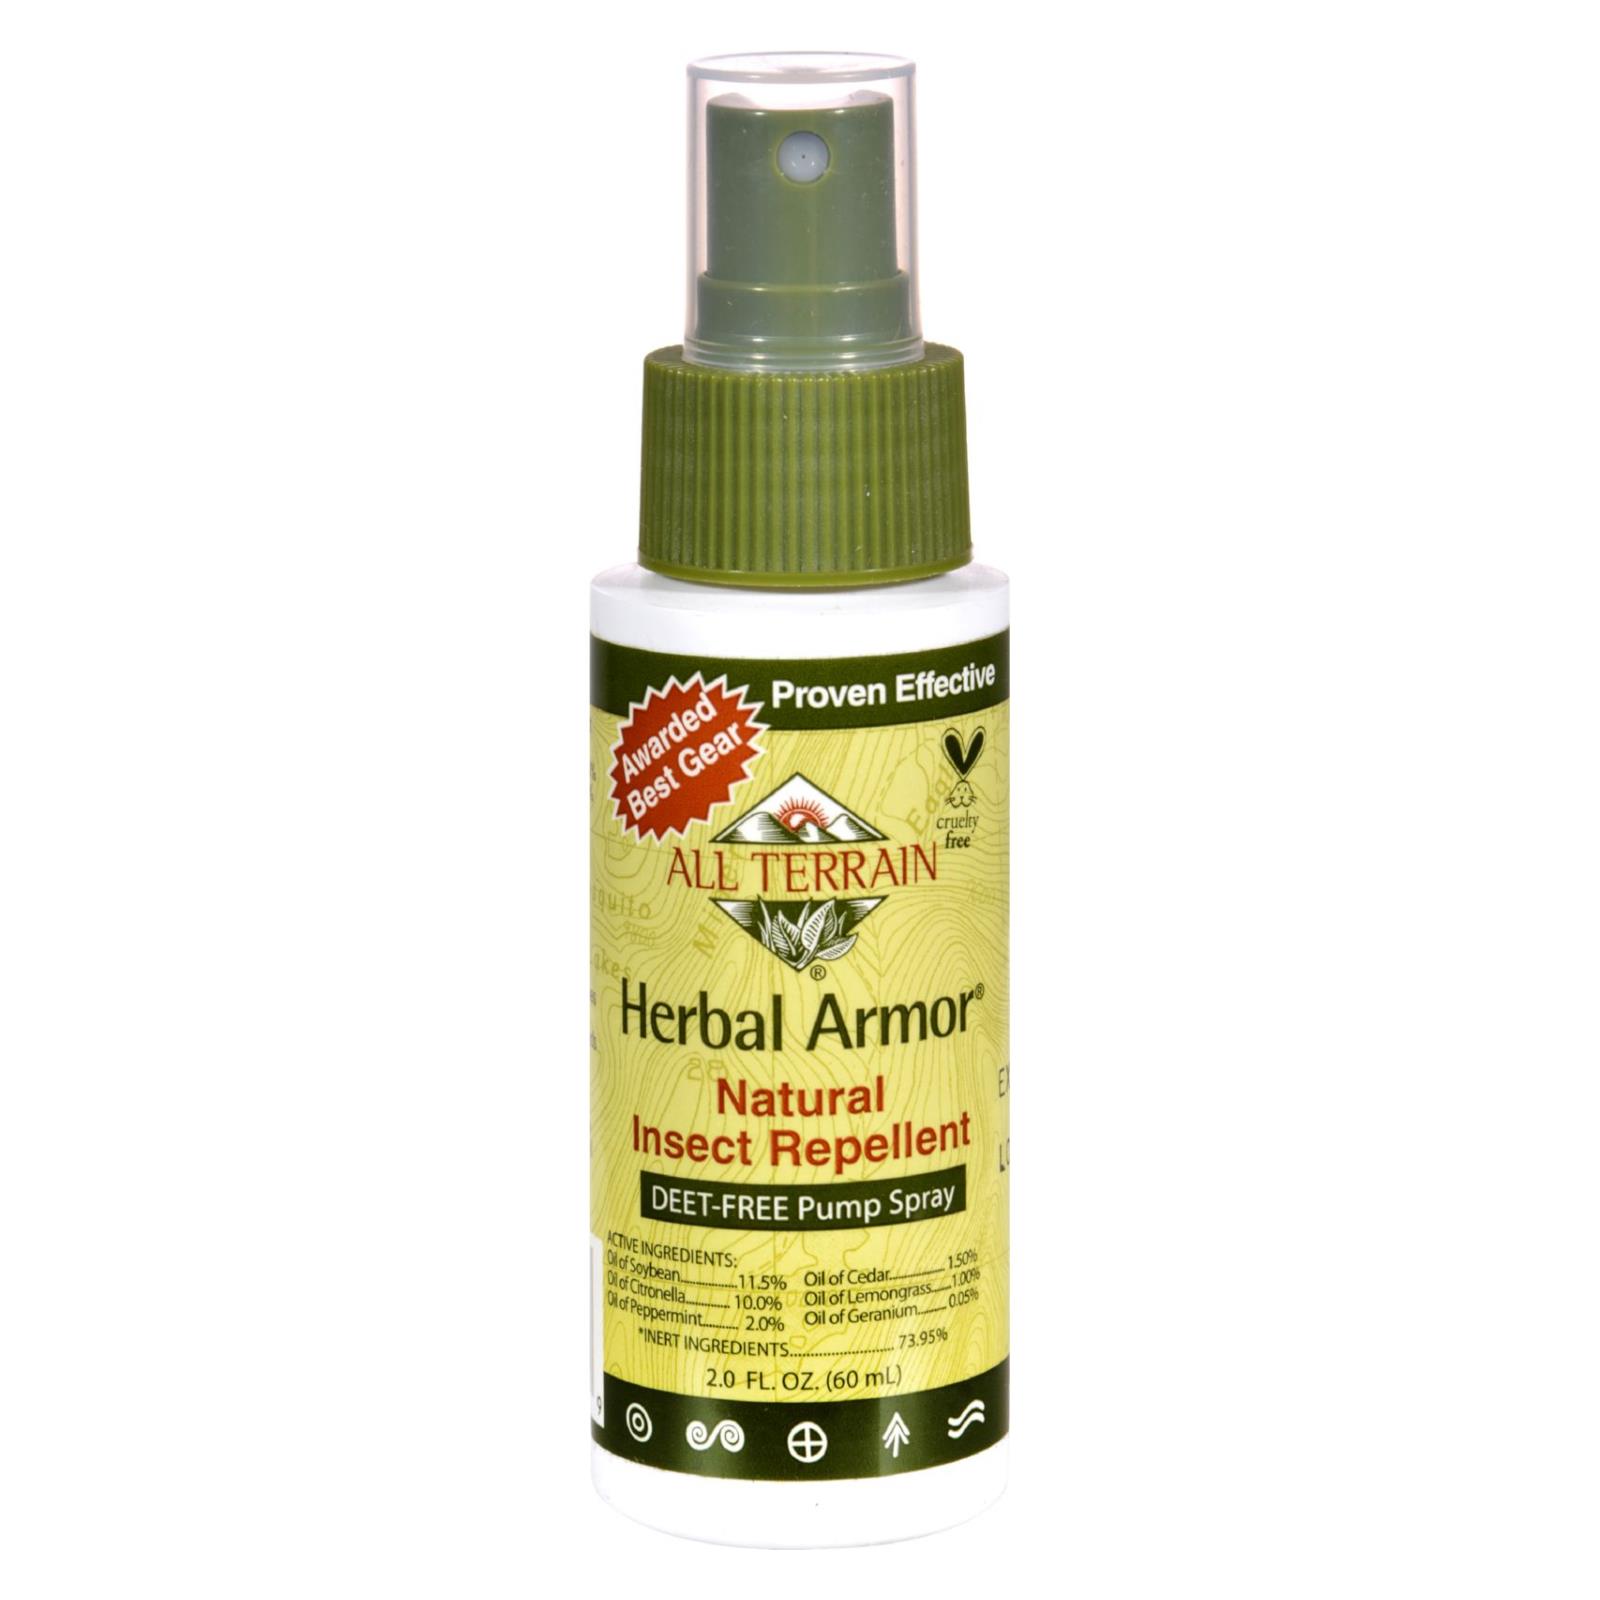 Proven Effective
Awarded
Best Gear
cruelty
free
ALL TERRAIN
®
Herbal Armor®
Natural
Insect Repellent
DEET-FREE Pump Spray
ACTIVE INGREDIENTS:
Oil of Soybean..............11.5%
Oil of Citronella........... 10.0%
Oil of Peppermint......... 2.0%
Oil of Cedar.............. 1.50%
Oil of Lemongrass.....1.00%
Oil of Geranium........ 0.05%
*INERT INGREDIENTS........................ 73.95%
2.0 FL. OZ. (60 mL)
9